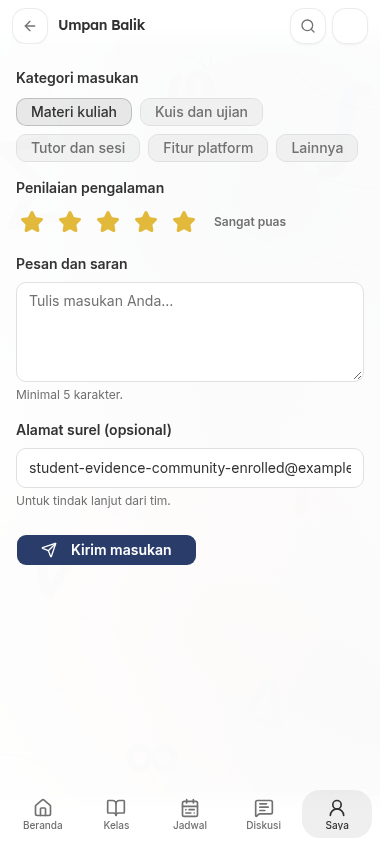 Umpan Balik
Kategori masukan
Materi kuliah
Kuis dan ujian
Tutor dan sesi
Fitur platform
Lainnya
Penilaian pengalaman
Sangat puas
Pesan dan saran
Tulis masukan Anda...
Minimal 5 karakter.
Alamat surel (opsional)
student-evidence-community-enrolled@example
Untuk tindak lanjut dari tim.
Kirim masukan
Beranda
Kelas
Jadwal
Diskusi
Saya